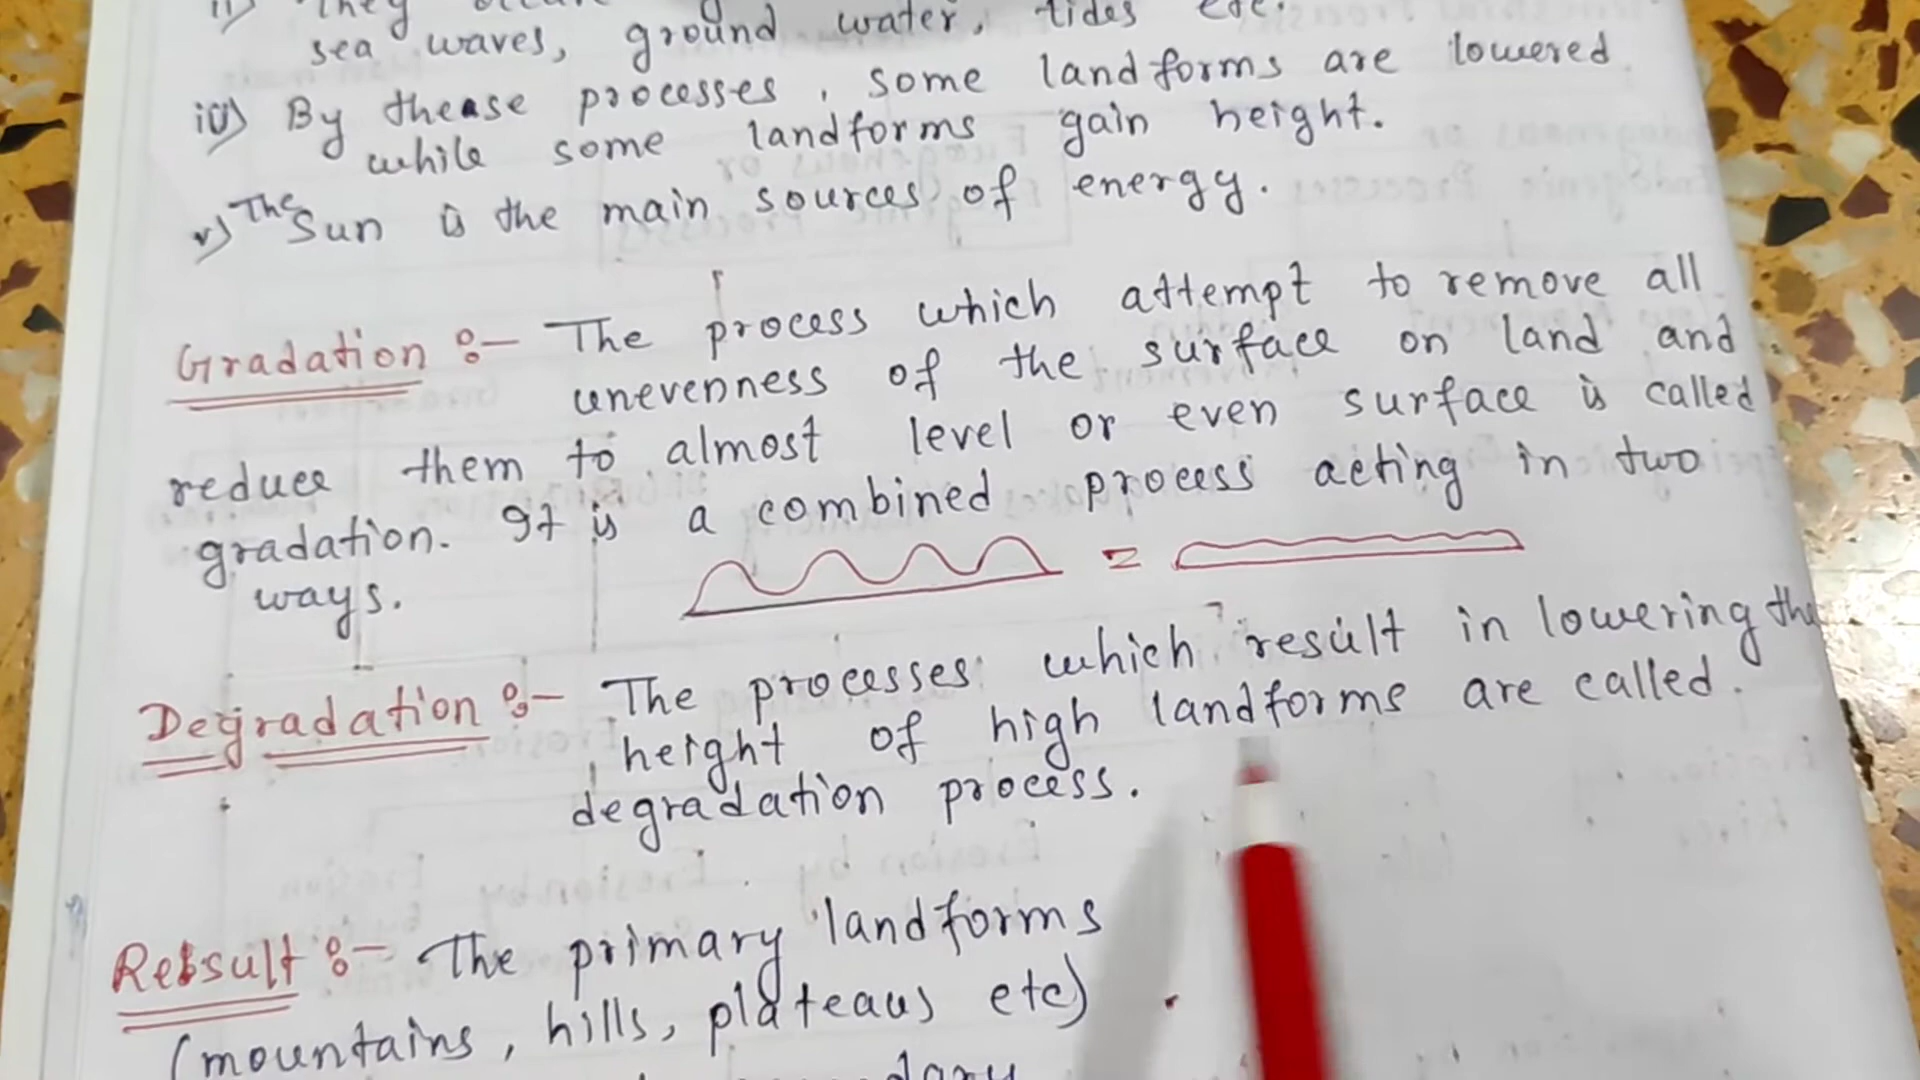 ii) They
sea waves, ground water, tides etc.
iv) By thease processes, some landforms are lowered
while some landforms gain height.
v) The Sun is the main sources of energy.
Gradation :- The process which attempt to remove all
unevenness of the surface on land and
reduce them to almost level or even surface is called
gradation. It is a combined process acting in two
ways.
=
Degradation :- The processes which result in lowering the
height of high landforms are called.
degradation process.
Result :- The primary landforms
(mountains, hills, plateaus etc)